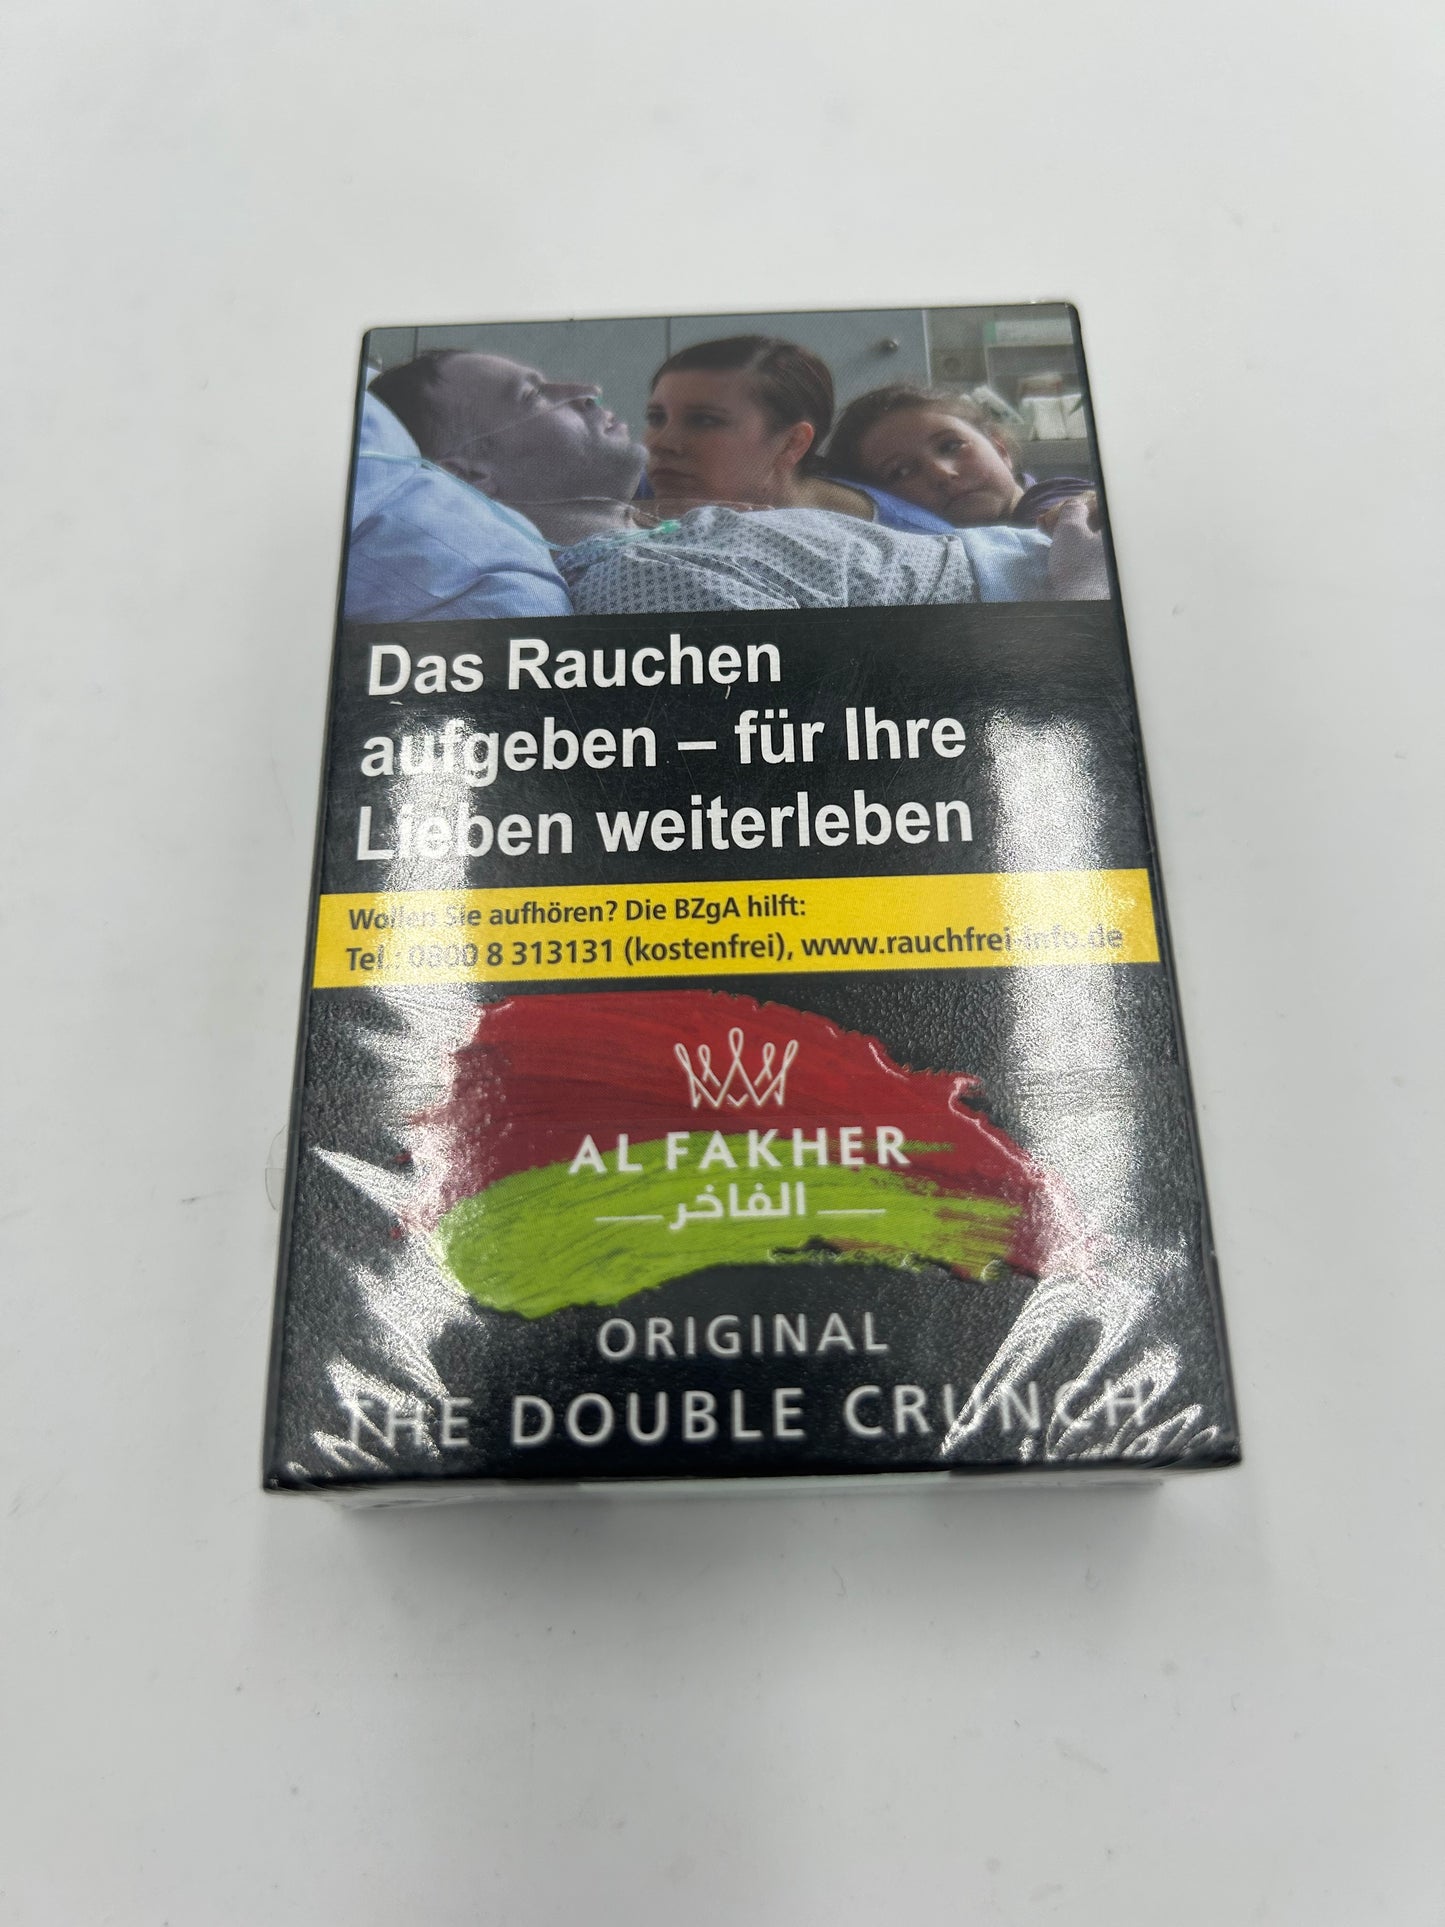 Das Rauchen
aufgeben – für Ihre
Lieben weiterleben
Wollen Sie aufhören? Die BZgA hilft:
Tel.: 0800 8 313131 (kostenfrei), www.rauchfrei-info.de
AL FAKHER
الفاخر
ORIGINAL
THE DOUBLE CRUNCH